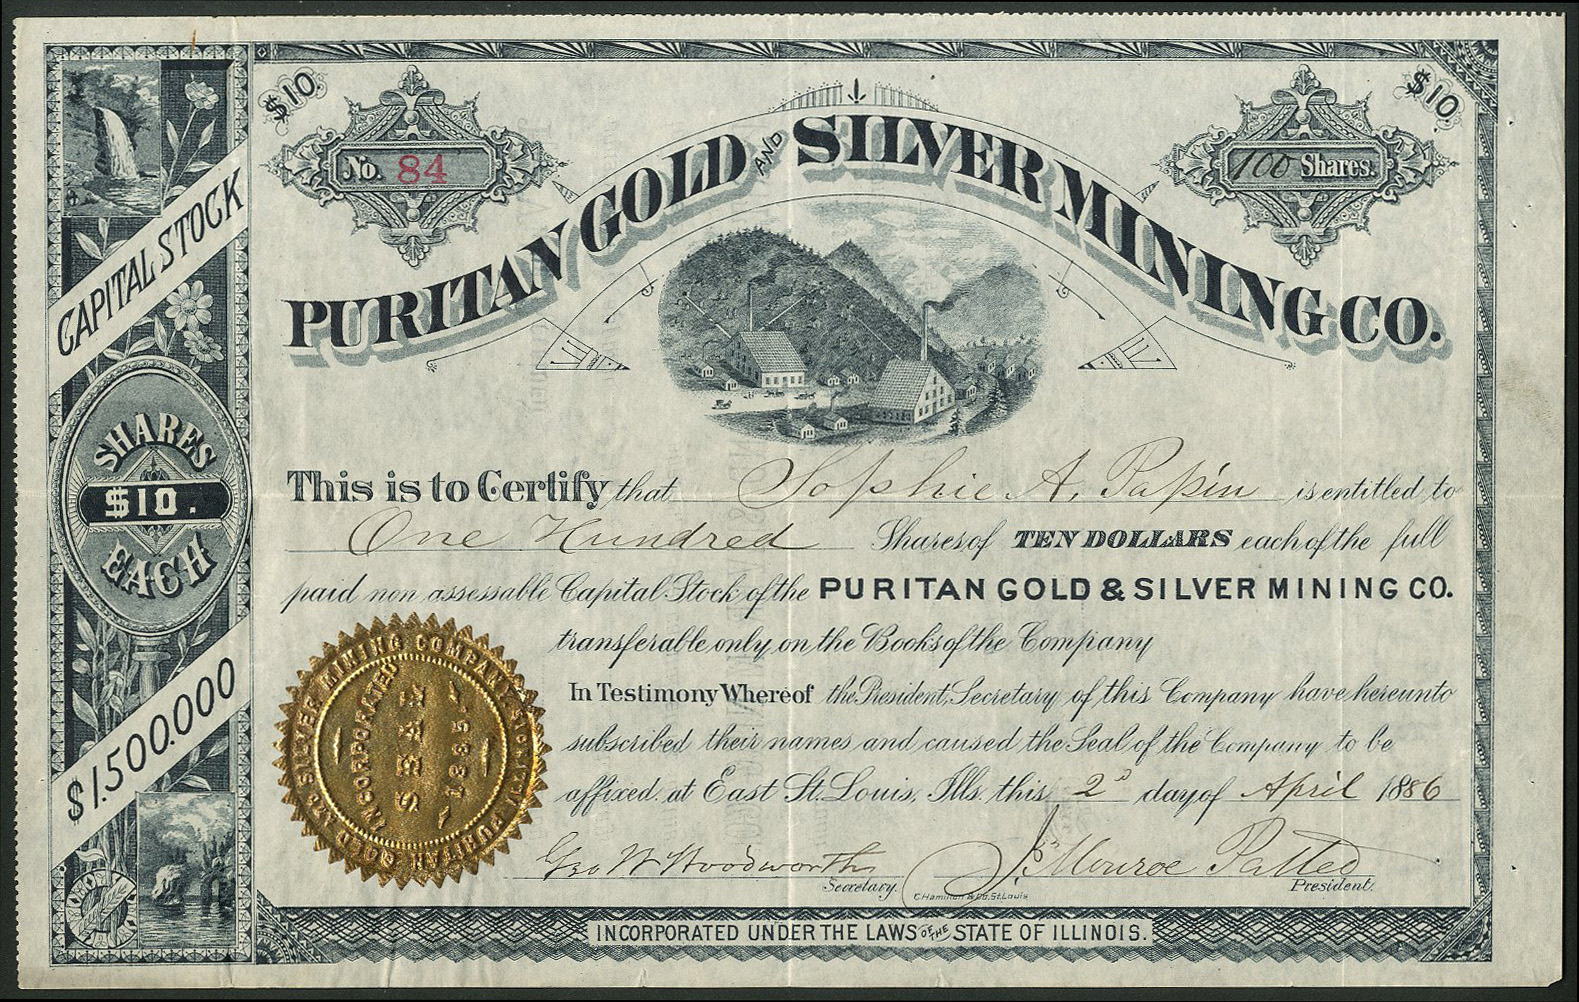 $10.
$10.
No. 84
100 Shares.
PURITAN GOLD AND SILVER MINING CO.
CAPITAL STOCK
SHARES
$10.
EACH
$1.500.000
This is to Certify that Sophie A. Papin is entitled to
One Hundred Shares of TEN DOLLARS each of the full
paid non assessable Capital Stock of the PURITAN GOLD & SILVER MINING CO.
transferable only on the Books of the Company
In Testimony Whereof the President, Secretary of this Company have hereunto
subscribed their names and caused the Seal of the Company to be
affixed at East St. Louis, Ills. this 2d day of April 1886
PURITAN GOLD AND SILVER MINING COMPANY
INCORPORATED
SEAL
1885
Geo W Woodworth
Secretary.
J. Monroe
President.
C. Hamilton & Co. St. Louis
INCORPORATED UNDER THE LAWS OF THE STATE OF ILLINOIS.